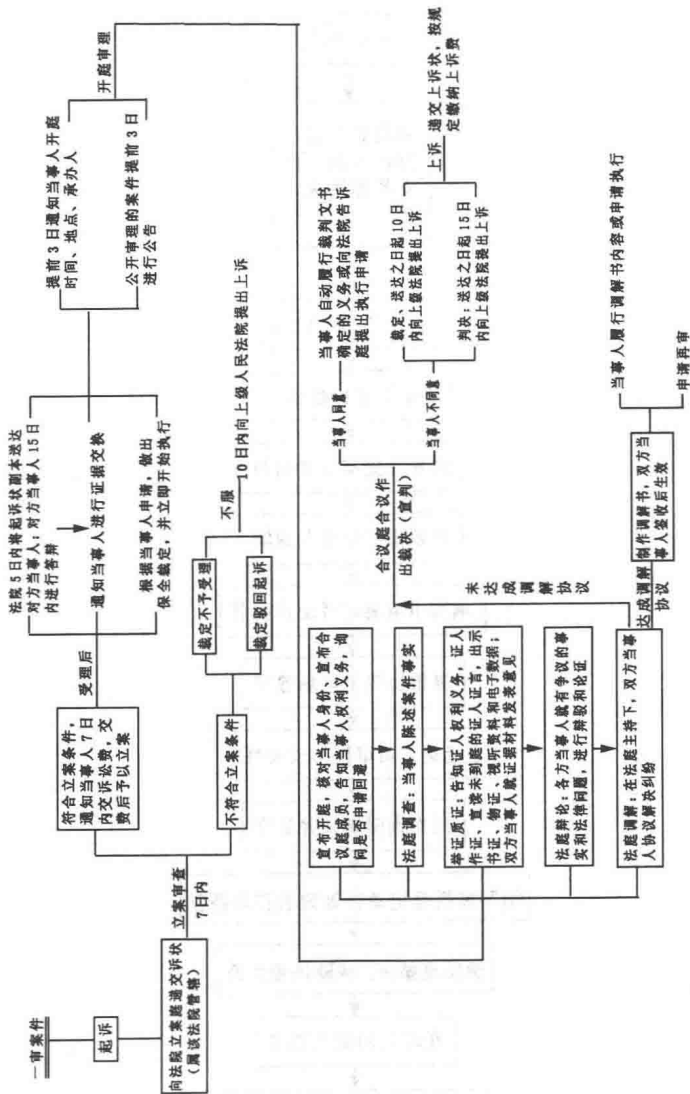 一审案件
起诉
向法院立案庭递交诉状
（属该法院管辖）
立案审查
7日内
符合立案条件，
通知当事人7日
内交诉讼费，交
费后予以立案
不符合立案条件
受理后
法院5日内将起诉状副本送达
对方当事人；对方当事人15日
内进行答辩
通知当事人进行证据交换
根据当事人申请，做出
保全裁定，并立即开始执行
裁定不予受理
裁定驳回起诉
不服
10日内向上级人民法院提出上诉
提前3日通知当事人开庭
时间、地点、承办人
公开审理的案件提前3日
进行公告
开庭审理
宣布开庭，核对当事人身份、宣布合
议庭成员，告知当事人权利义务，询
问是否申请回避
法庭调查：当事人陈述案件事实
举证质证：告知证人权利义务，证人
作证、宣读未到庭的证人证言，出示
书证、物证、视听资料和电子数据；
双方当事人就证据材料发表意见
法庭辩论：各方当事人就有争议的事
实和法律问题，进行辩驳和论证
法庭调解：在法庭主持下，双方当事
人协议解决纠纷
未达成调解协议
合议庭合议作
出裁决（宣判）
当事人同意
当事人自动履行裁判文书
确定的义务或向法院告诉
庭提出执行申请
当事人不同意
裁定、送达之日起10日
内向上级法院提出上诉
判决：送达之日起15日
内向上级法院提出上诉
上诉
递交上诉状，按规
定缴纳上诉费
达成调解
协议
制作调解书，双方当
事人签收后生效
当事人履行调解书内容或申请执行
申请再审